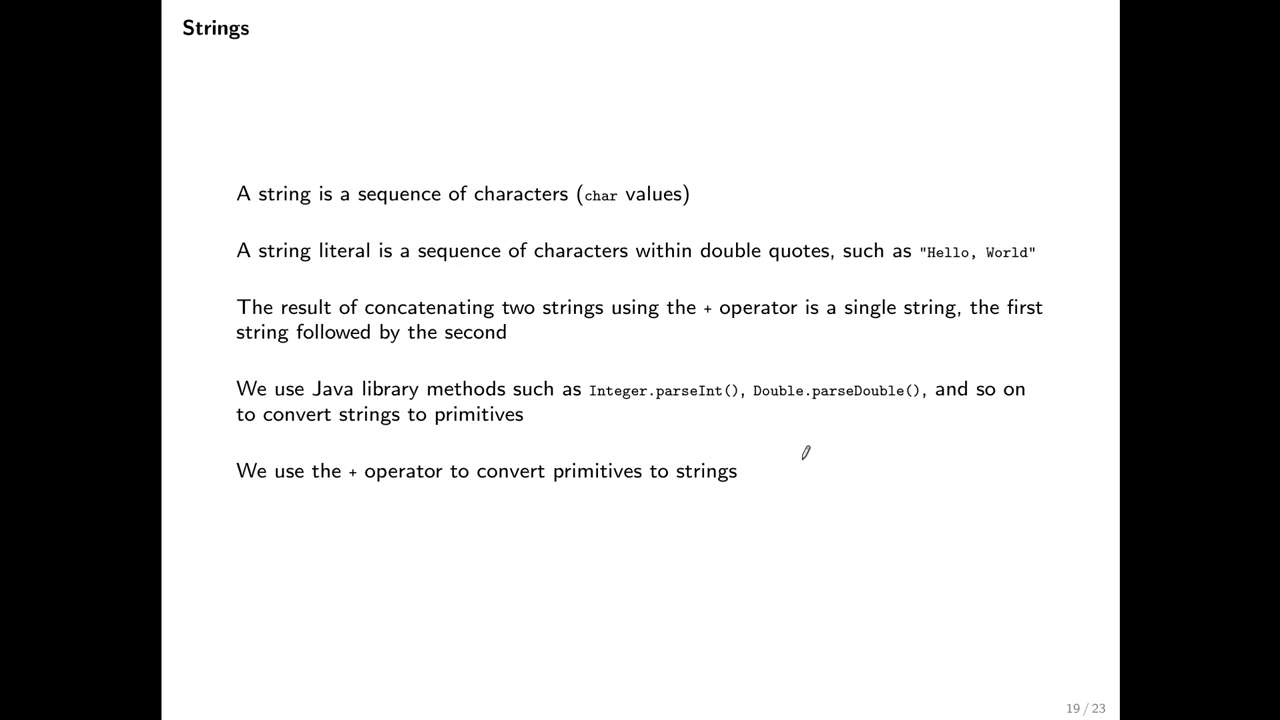 Strings
A string is a sequence of characters (char values)
A string literal is a sequence of characters within double quotes, such as "Hello, World"
The result of concatenating two strings using the + operator is a single string, the first
string followed by the second
We use Java library methods such as Integer.parseInt(), Double.parseDouble(), and so on
to convert strings to primitives
We use the + operator to convert primitives to strings
19 / 23